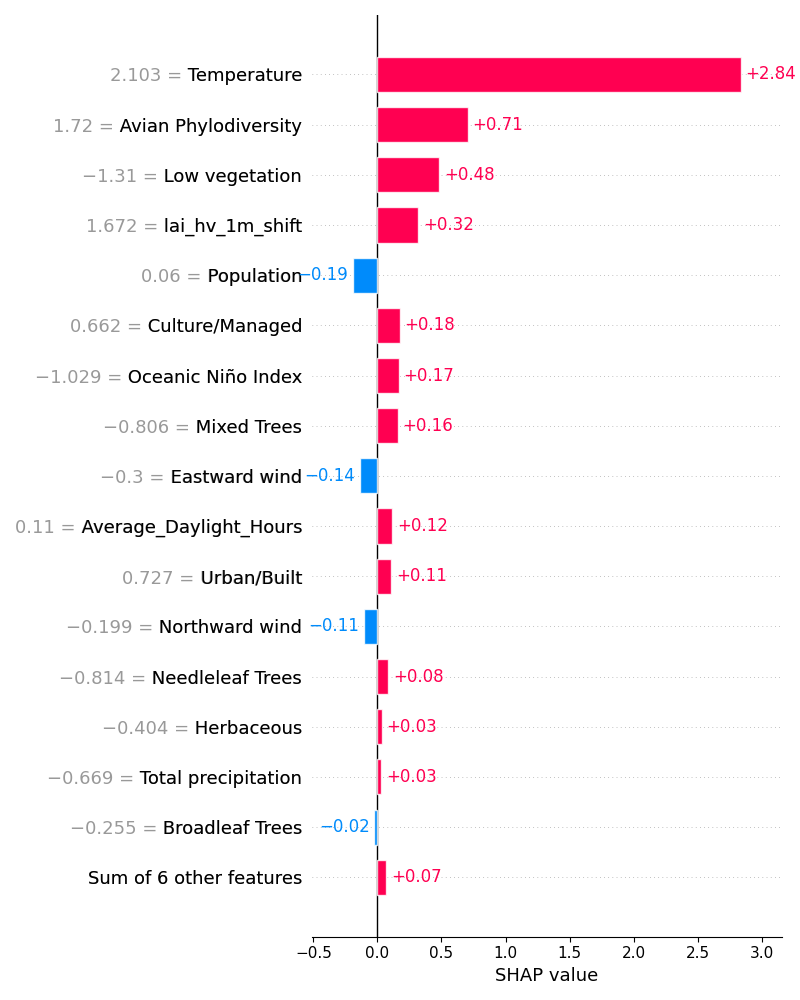 2.103 = Temperature +2.84
1.72 = Avian Phylodiversity +0.71
−1.31 = Low vegetation +0.48
1.672 = lai_hv_1m_shift +0.32
0.06 = Population −0.19
0.662 = Culture/Managed +0.18
−1.029 = Oceanic Niño Index +0.17
−0.806 = Mixed Trees +0.16
−0.3 = Eastward wind −0.14
0.11 = Average_Daylight_Hours +0.12
0.727 = Urban/Built +0.11
−0.199 = Northward wind −0.11
−0.814 = Needleleaf Trees +0.08
−0.404 = Herbaceous +0.03
−0.669 = Total precipitation +0.03
−0.255 = Broadleaf Trees −0.02
Sum of 6 other features +0.07
−0.5 0.0 0.5 1.0 1.5 2.0 2.5 3.0
SHAP value